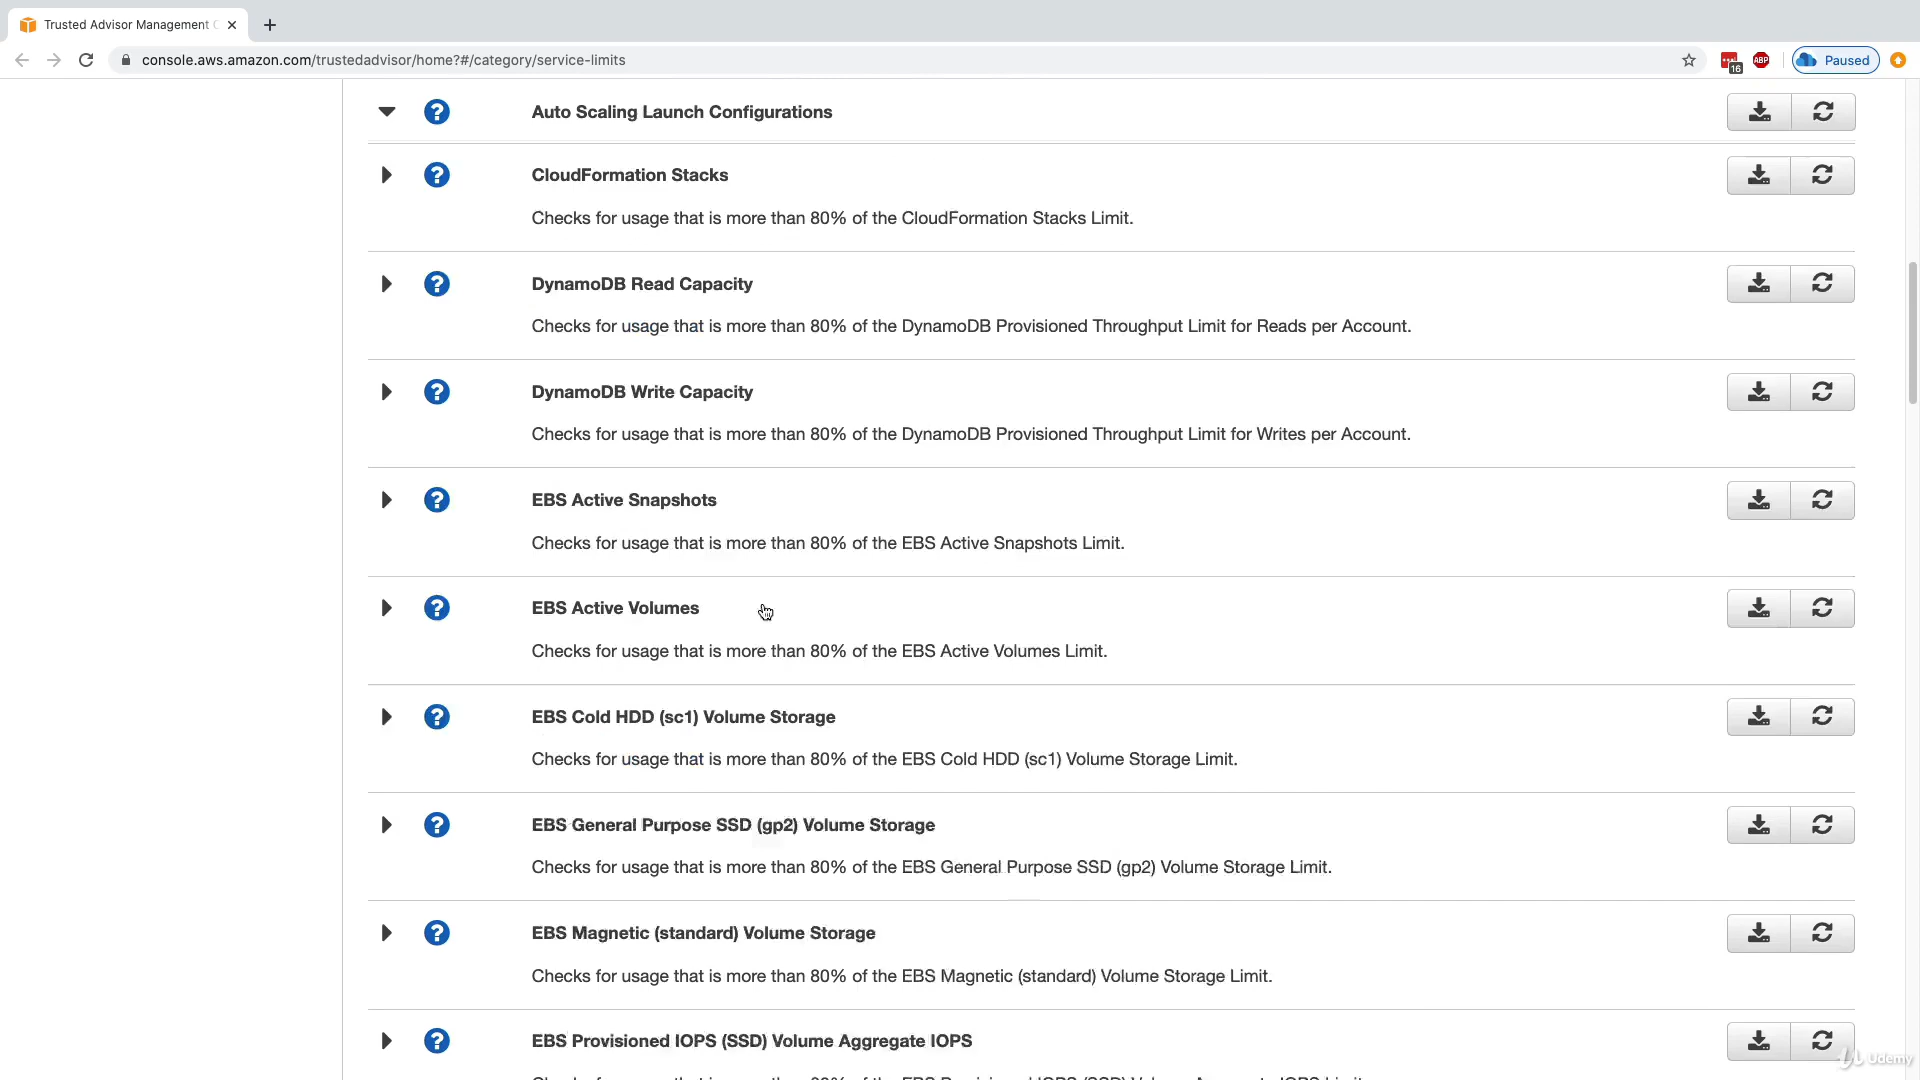 Trusted Advisor Management C
console.aws.amazon.com/trustedadvisor/home?#/category/service-limits
16
ABP
Paused
Auto Scaling Launch Configurations
CloudFormation Stacks
Checks for usage that is more than 80% of the CloudFormation Stacks Limit.
DynamoDB Read Capacity
Checks for usage that is more than 80% of the DynamoDB Provisioned Throughput Limit for Reads per Account.
DynamoDB Write Capacity
Checks for usage that is more than 80% of the DynamoDB Provisioned Throughput Limit for Writes per Account.
EBS Active Snapshots
Checks for usage that is more than 80% of the EBS Active Snapshots Limit.
EBS Active Volumes
Checks for usage that is more than 80% of the EBS Active Volumes Limit.
EBS Cold HDD (sc1) Volume Storage
Checks for usage that is more than 80% of the EBS Cold HDD (sc1) Volume Storage Limit.
EBS General Purpose SSD (gp2) Volume Storage
Checks for usage that is more than 80% of the EBS General Purpose SSD (gp2) Volume Storage Limit.
EBS Magnetic (standard) Volume Storage
Checks for usage that is more than 80% of the EBS Magnetic (standard) Volume Storage Limit.
EBS Provisioned IOPS (SSD) Volume Aggregate IOPS
Udemy